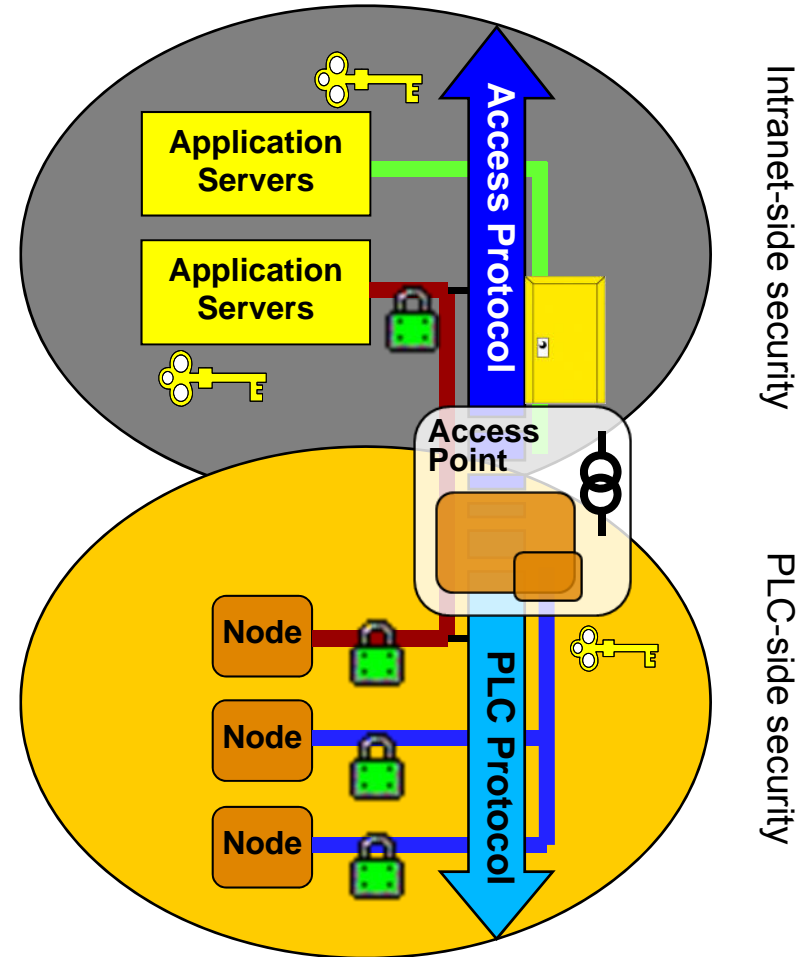 Application
Servers
Application
Servers
Access Protocol
Intranet-side security
Access
Point
Node
Node
Node
PLC Protocol
PLC-side security